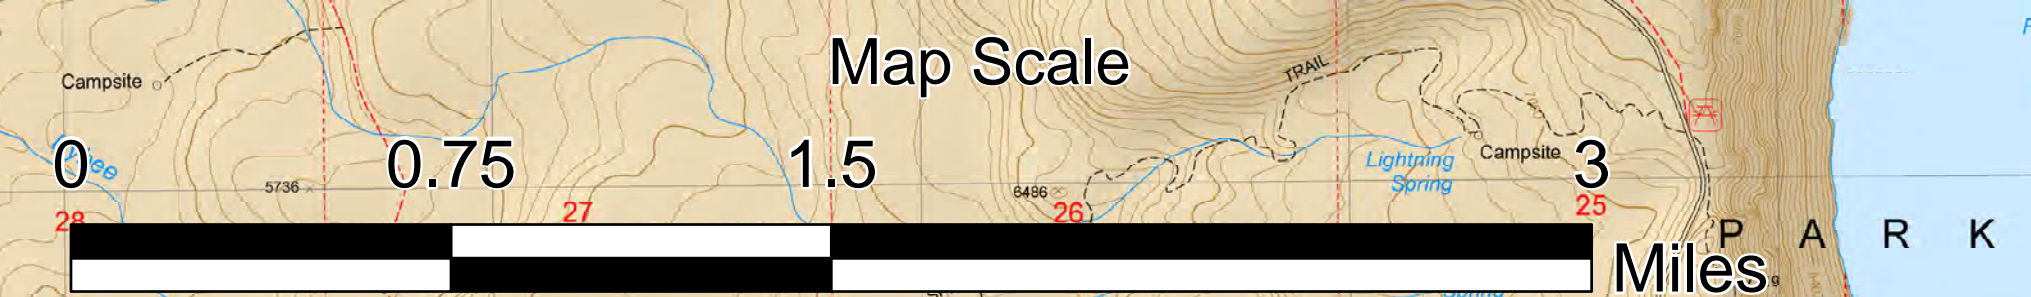 Map Scale
TRAIL
Campsite
Lightning
Spring
Campsite
0 0.75 1.5 3
5736
6486
28 27 26 25
P A R K
Miles